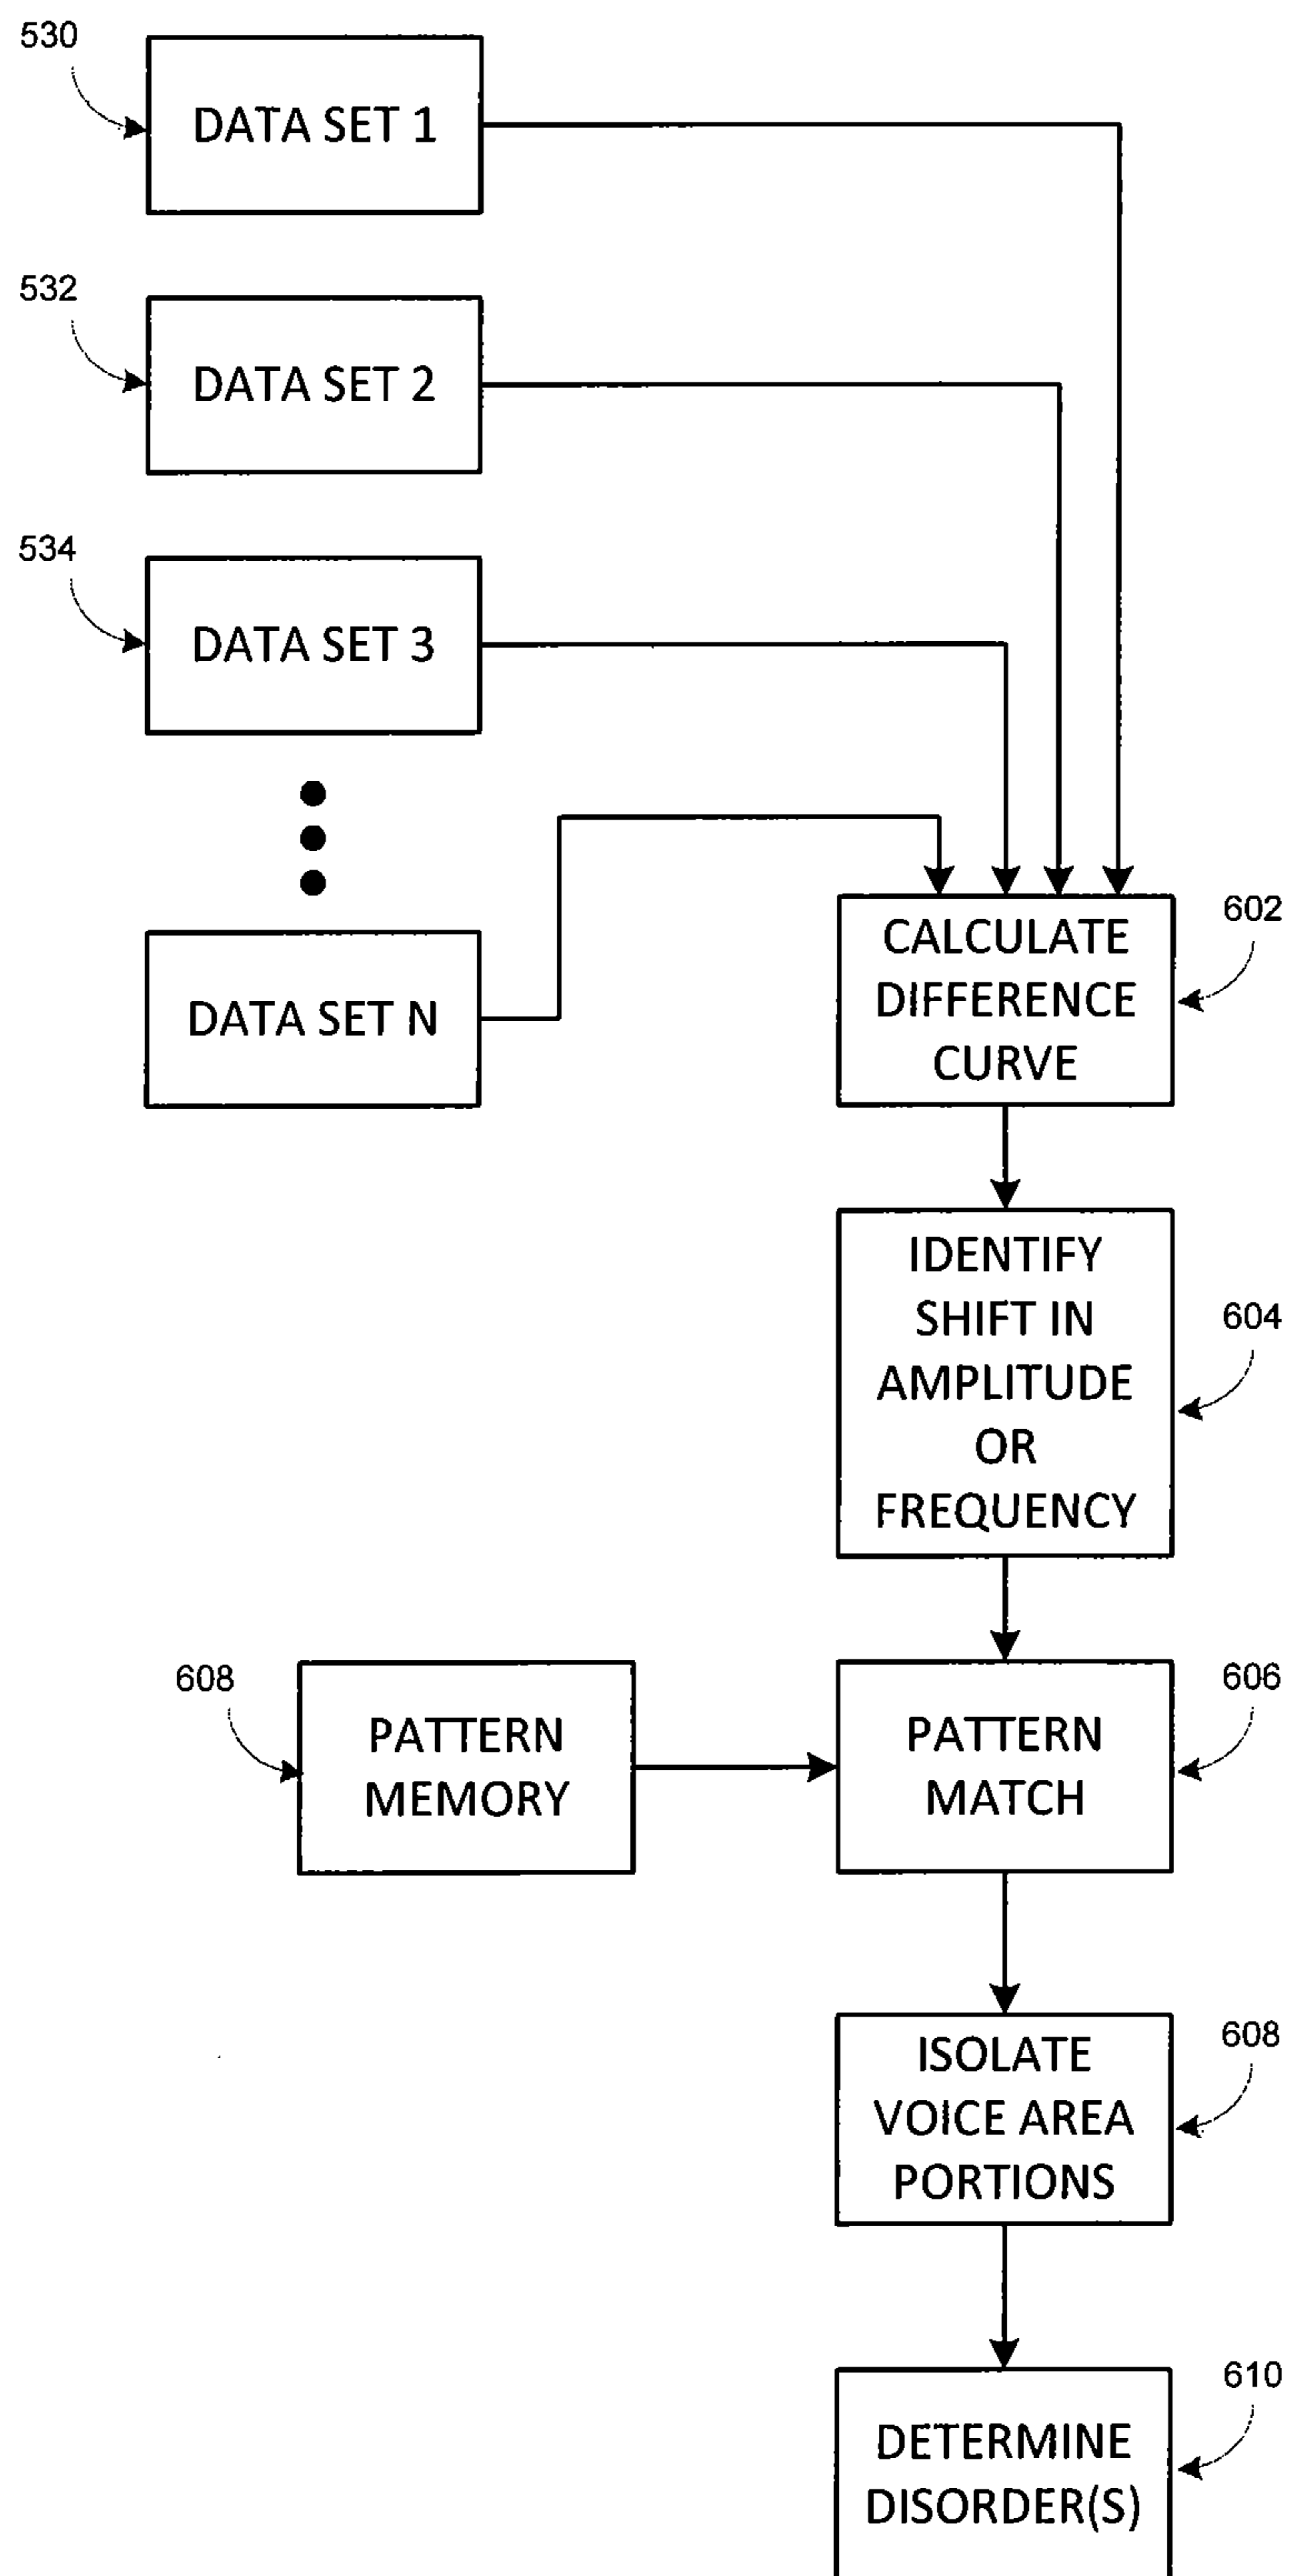 530
DATA SET 1
532
DATA SET 2
534
DATA SET 3
DATA SET N
602
CALCULATE
DIFFERENCE
CURVE
604
IDENTIFY
SHIFT IN
AMPLITUDE
OR
FREQUENCY
608
PATTERN
MEMORY
606
PATTERN
MATCH
608
ISOLATE
VOICE AREA
PORTIONS
610
DETERMINE
DISORDER(S)